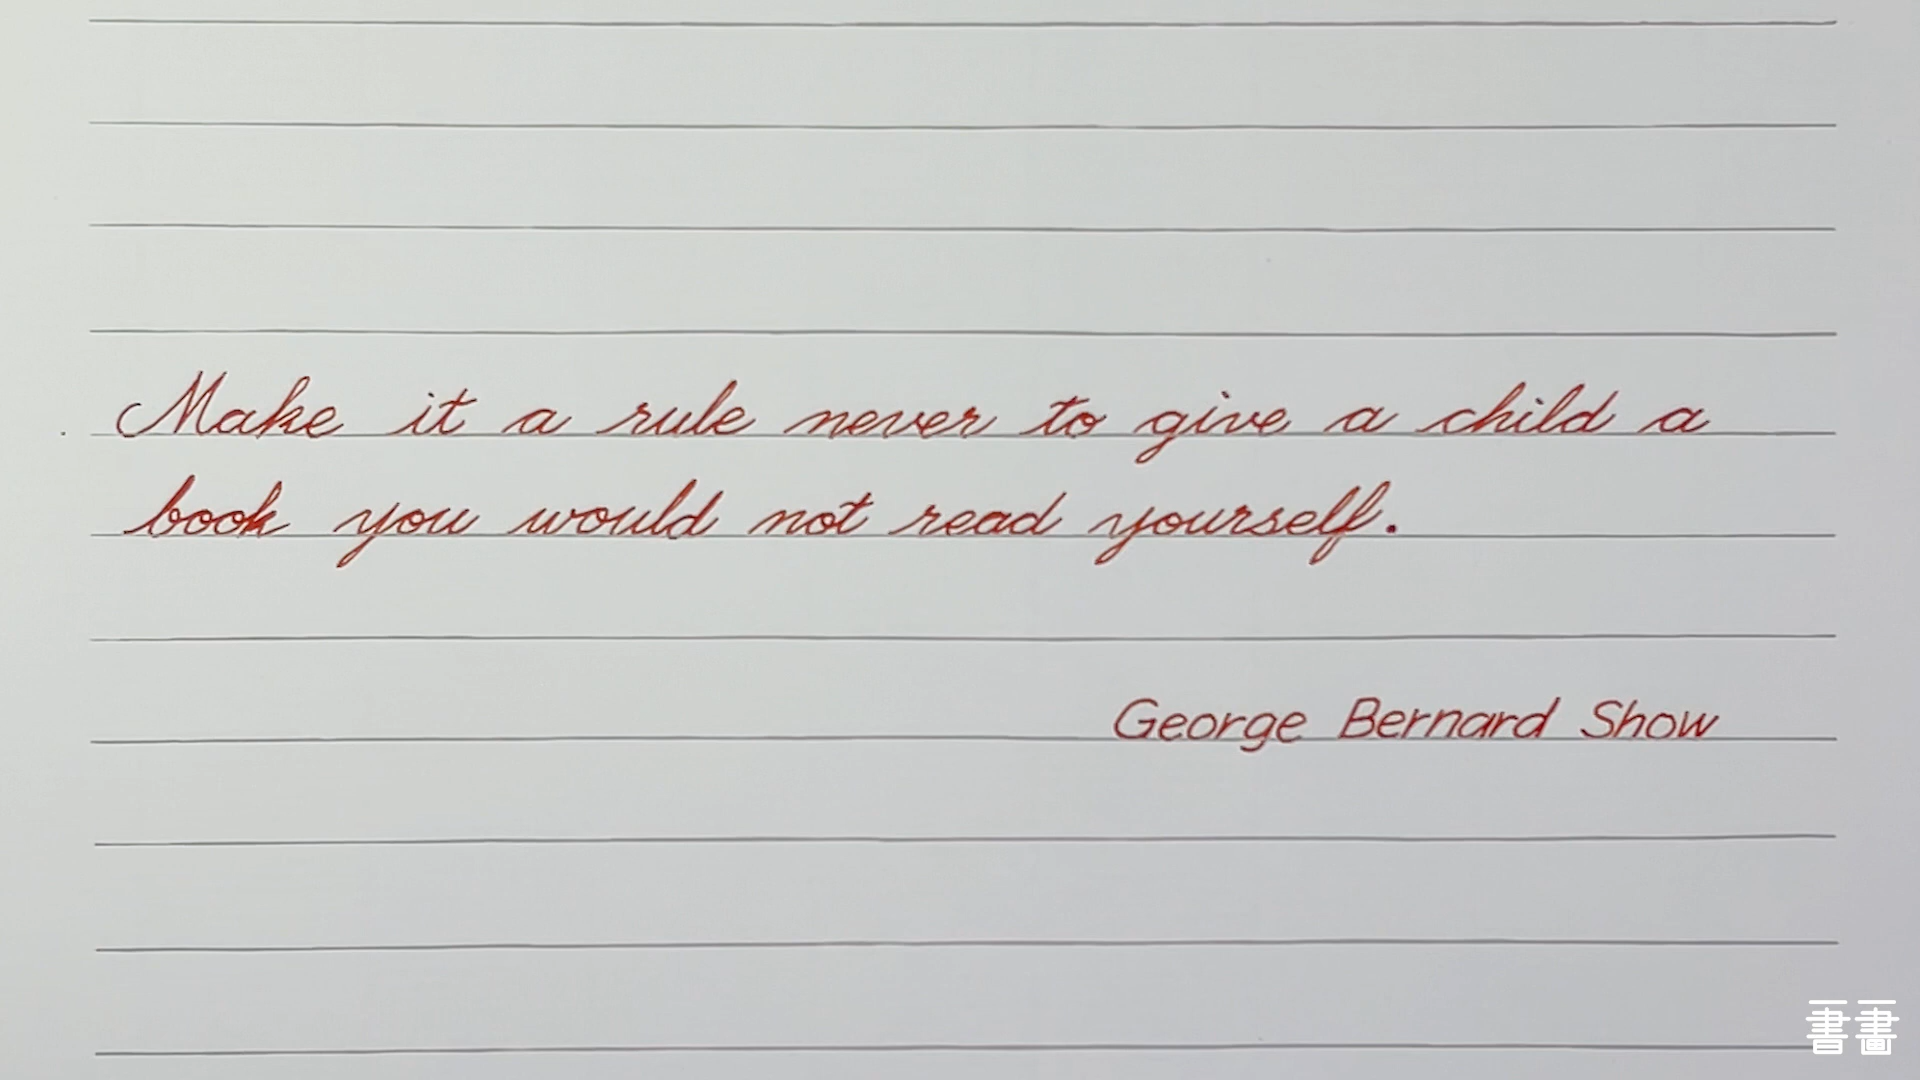 Make it a rule never to give a child a
book you would not read yourself.
George Bernard Show
書畫